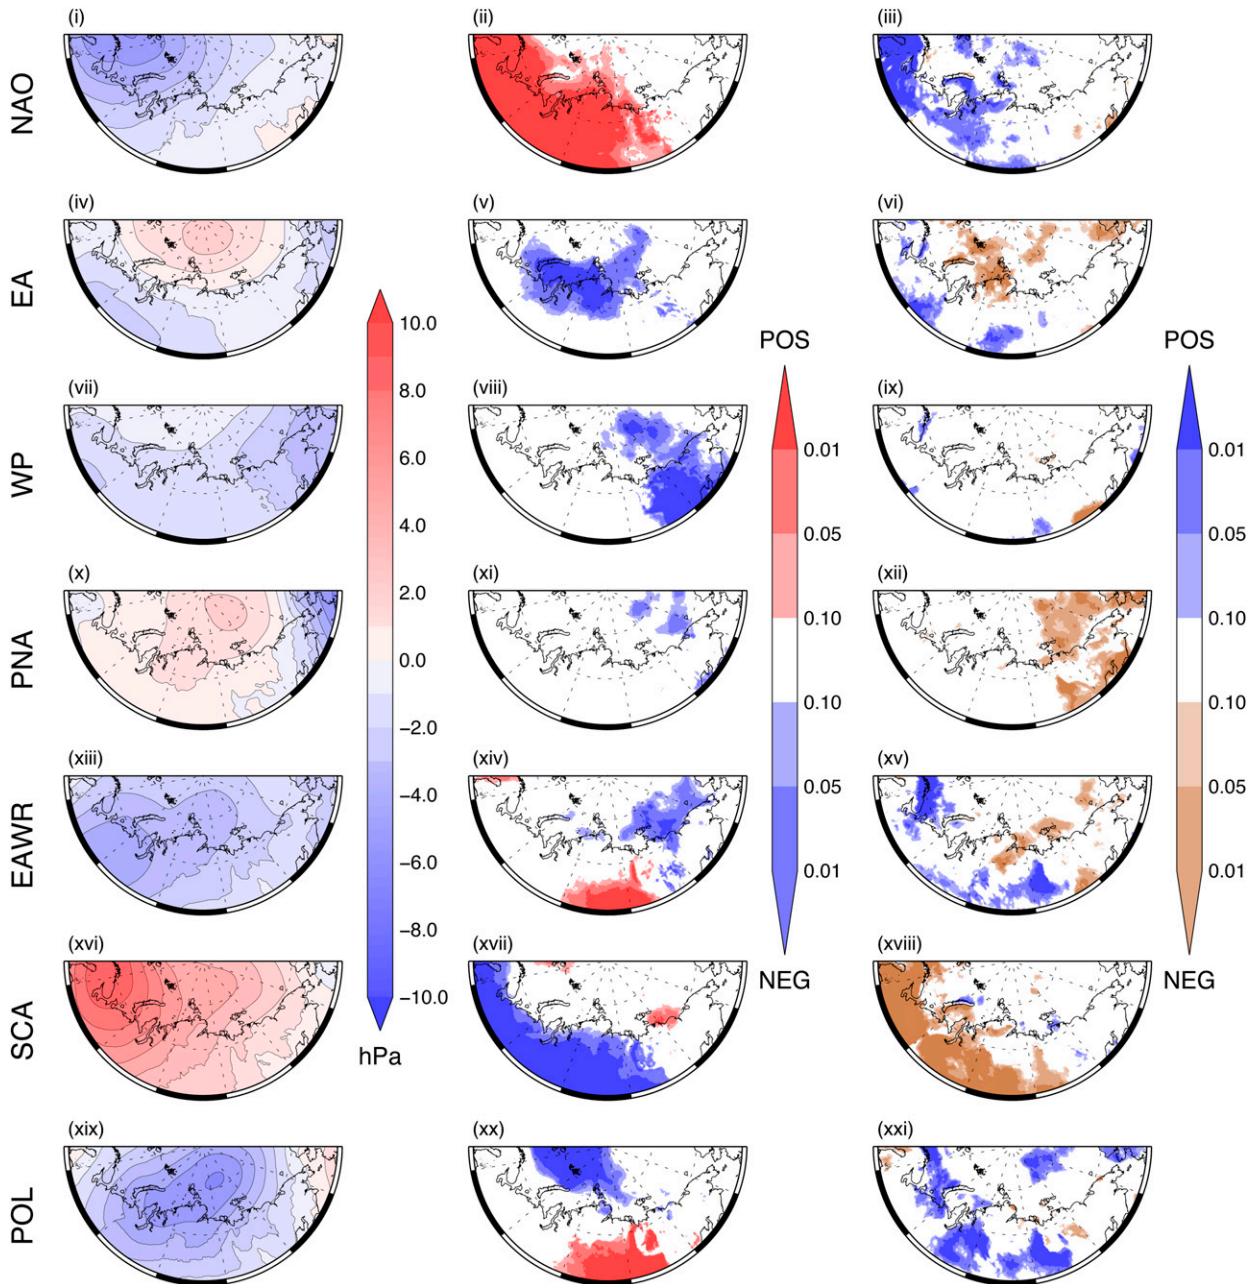 (i)
(ii)
(iii)
NAO
(iv)
(v)
(vi)
EA
(vii)
(viii)
(ix)
WP
(x)
(xi)
(xii)
PNA
(xiii)
(xiv)
(xv)
EAWR
(xvi)
(xvii)
(xviii)
SCA
(xix)
(xx)
(xxi)
POL
10.0
8.0
6.0
4.0
2.0
0.0
−2.0
−4.0
−6.0
−8.0
−10.0
hPa
POS
0.01
0.05
0.10
0.10
0.05
0.01
NEG
POS
0.01
0.05
0.10
0.10
0.05
0.01
NEG